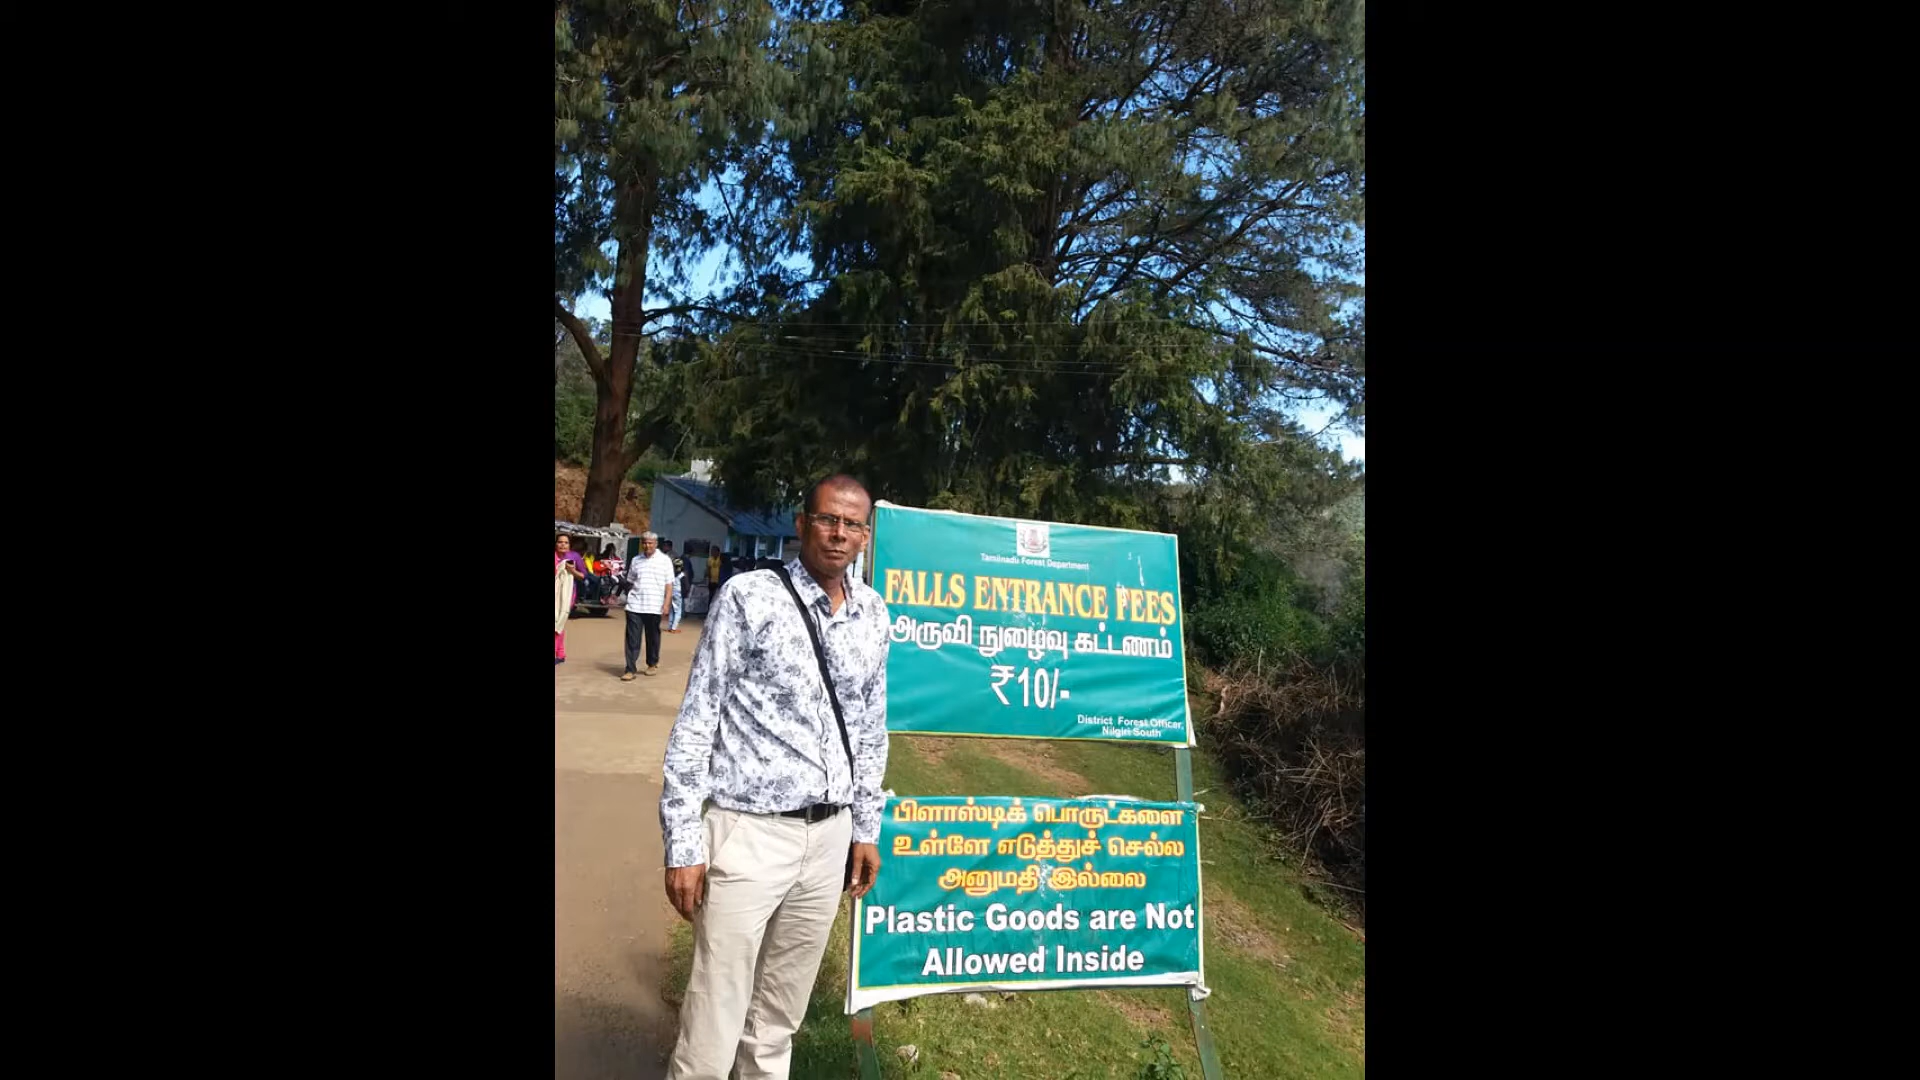 Tamilnadu Forest Department
FALLS ENTRANCE FEES
அருவி நுழைவு கட்டணம்
₹10/-
District Forest Officer,
Nilgiri South
பிளாஸ்டிக் பொருட்களை
உள்ளே எடுத்துச் செல்ல
அனுமதி இல்லை
Plastic Goods are Not
Allowed Inside